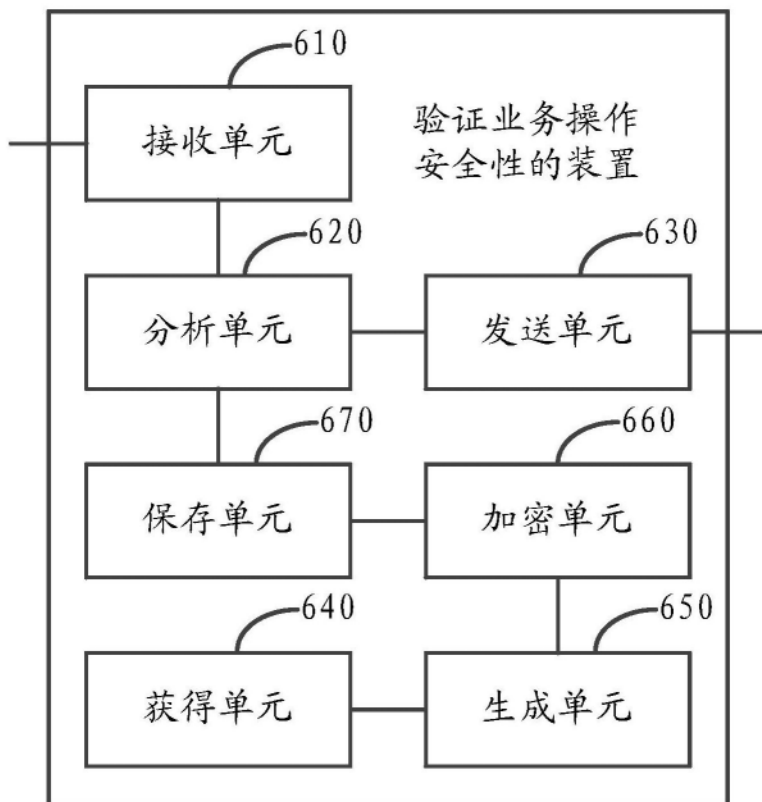 610
接收单元
验证业务操作
安全性的装置
620
630
分析单元
发送单元
670
660
保存单元
加密单元
640
650
获得单元
生成单元